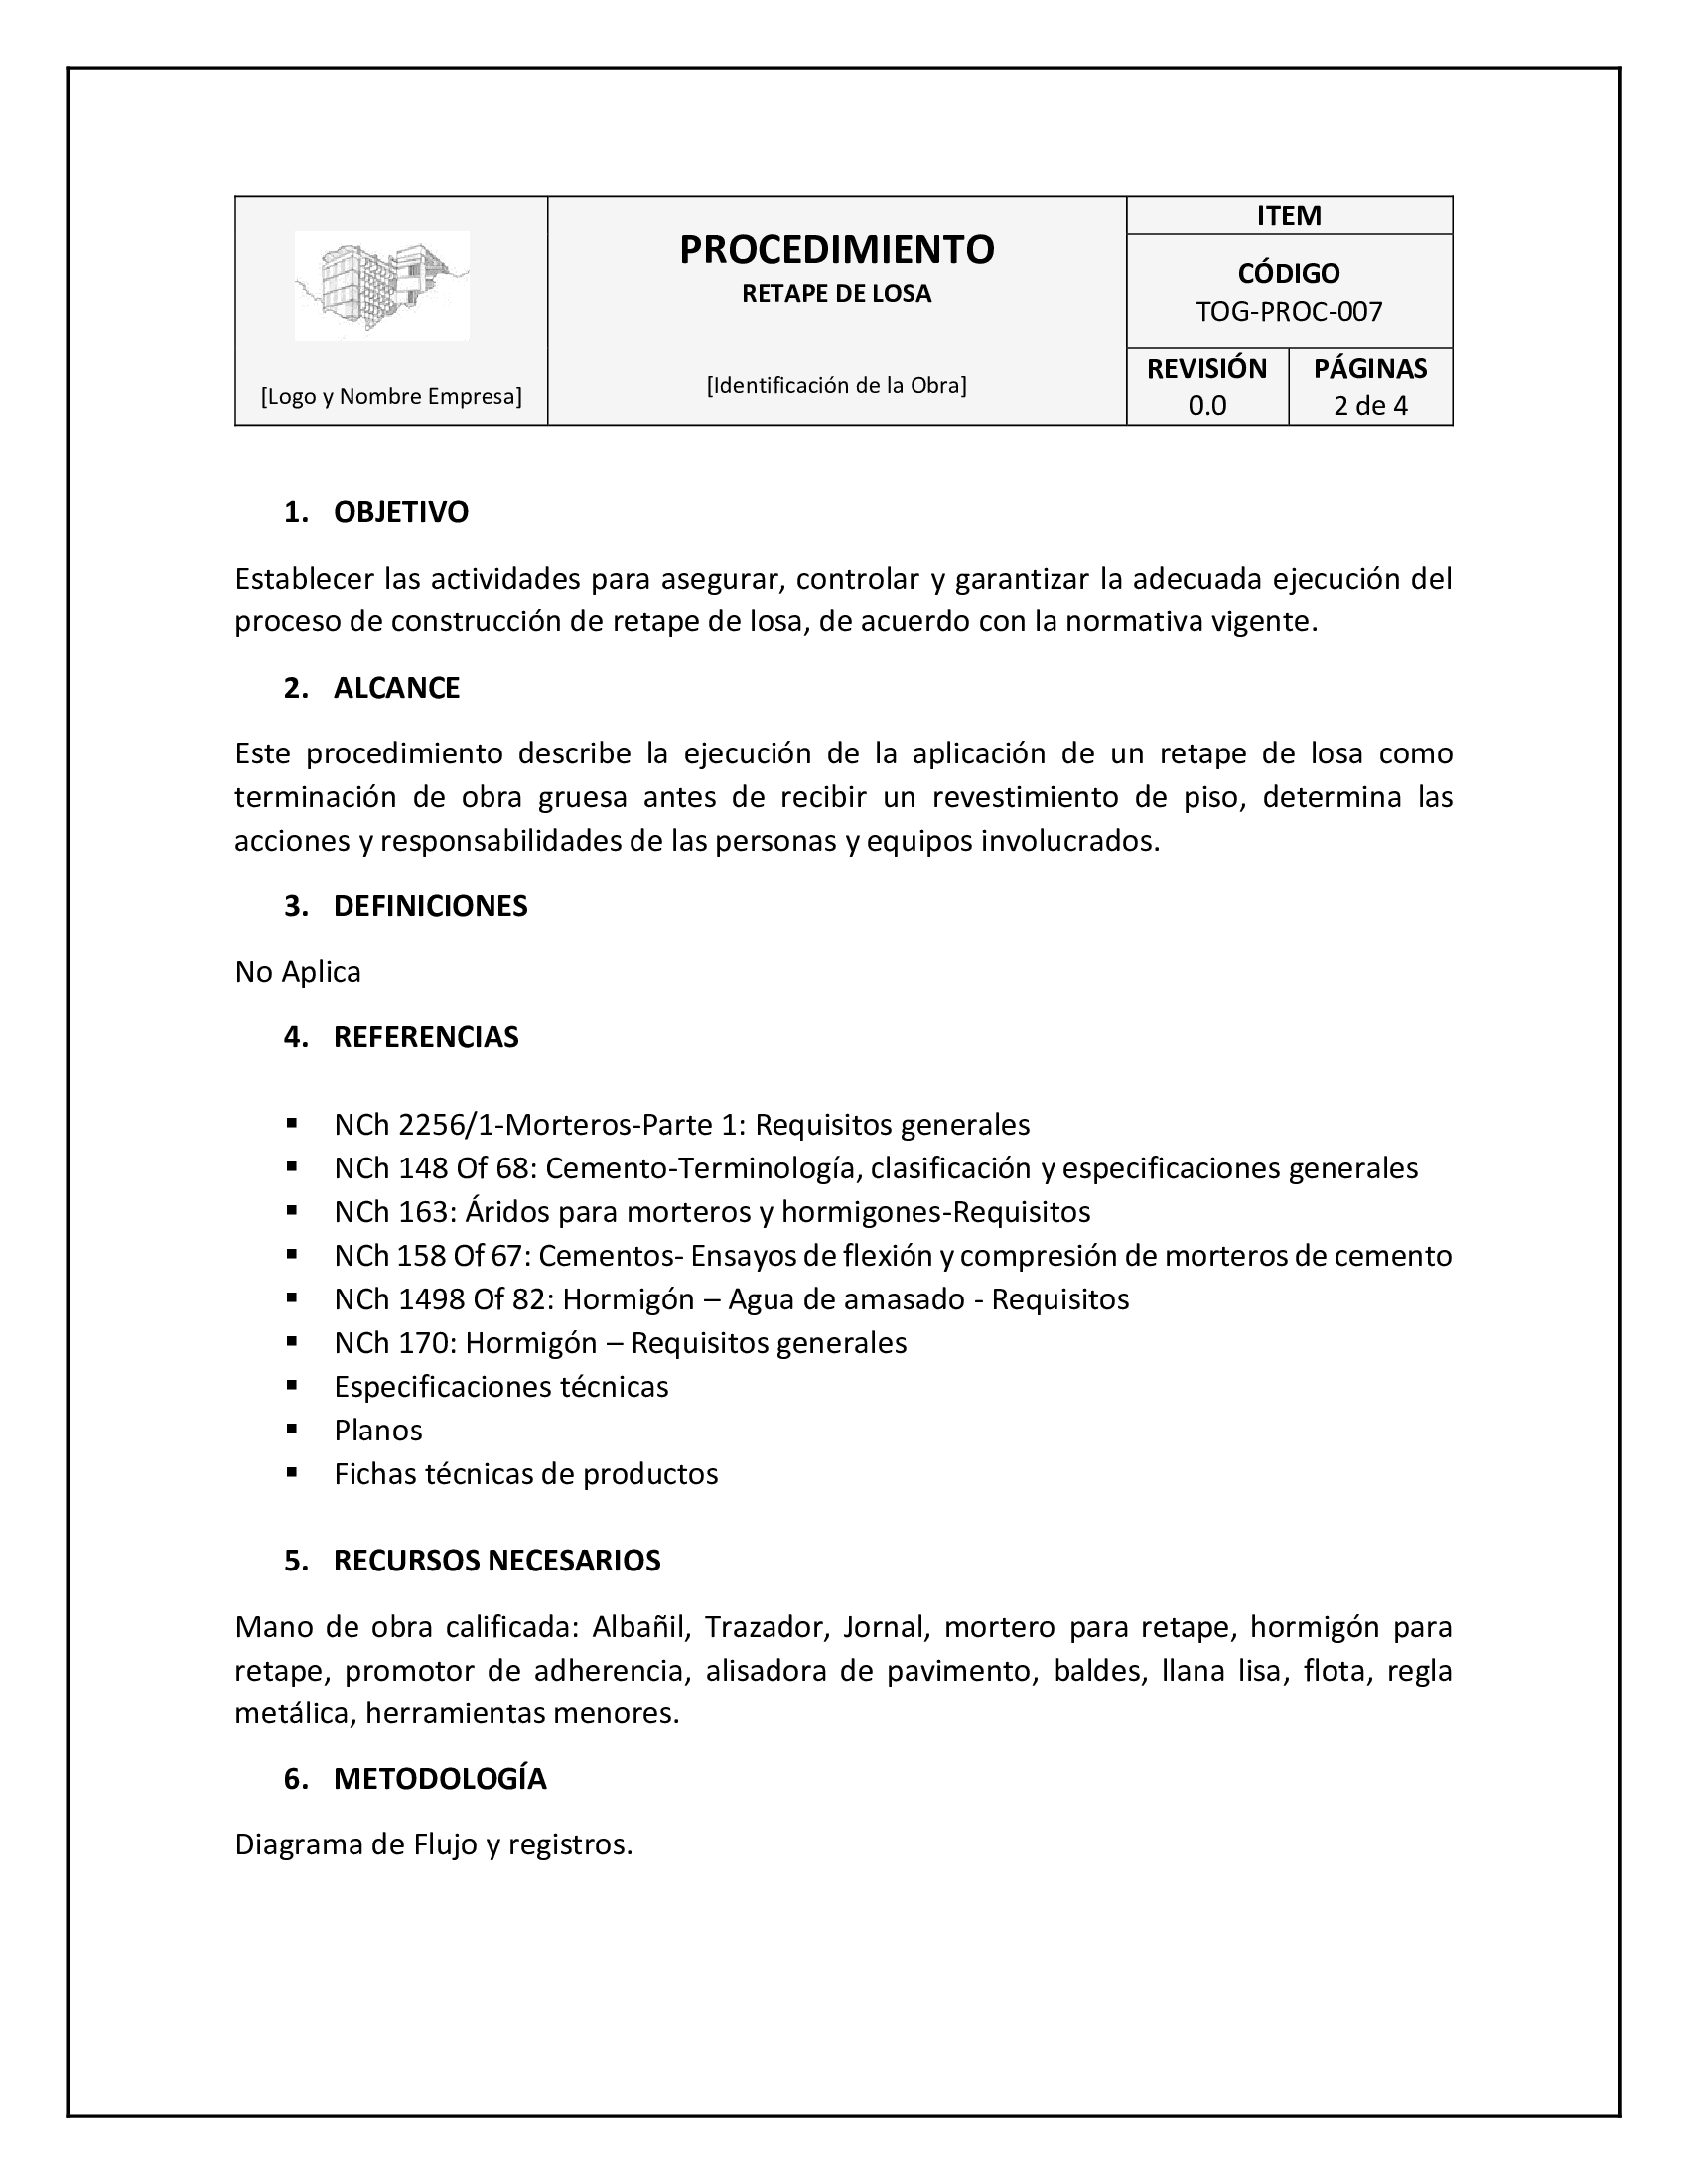 [Logo y Nombre Empresa]
PROCEDIMIENTO
RETAPE DE LOSA
[Identificación de la Obra]
ITEM
CÓDIGO
TOG-PROC-007
REVISIÓN
0.0
PÁGINAS
2 de 4
1. OBJETIVO
Establecer las actividades para asegurar, controlar y garantizar la adecuada ejecución del
proceso de construcción de retape de losa, de acuerdo con la normativa vigente.
2. ALCANCE
Este procedimiento describe la ejecución de la aplicación de un retape de losa como
terminación de obra gruesa antes de recibir un revestimiento de piso, determina las
acciones y responsabilidades de las personas y equipos involucrados.
3. DEFINICIONES
No Aplica
4. REFERENCIAS
▪ NCh 2256/1-Morteros-Parte 1: Requisitos generales
▪ NCh 148 Of 68: Cemento-Terminología, clasificación y especificaciones generales
▪ NCh 163: Áridos para morteros y hormigones-Requisitos
▪ NCh 158 Of 67: Cementos- Ensayos de flexión y compresión de morteros de cemento
▪ NCh 1498 Of 82: Hormigón – Agua de amasado - Requisitos
▪ NCh 170: Hormigón – Requisitos generales
▪ Especificaciones técnicas
▪ Planos
▪ Fichas técnicas de productos
5. RECURSOS NECESARIOS
Mano de obra calificada: Albañil, Trazador, Jornal, mortero para retape, hormigón para
retape, promotor de adherencia, alisadora de pavimento, baldes, llana lisa, flota, regla
metálica, herramientas menores.
6. METODOLOGÍA
Diagrama de Flujo y registros.